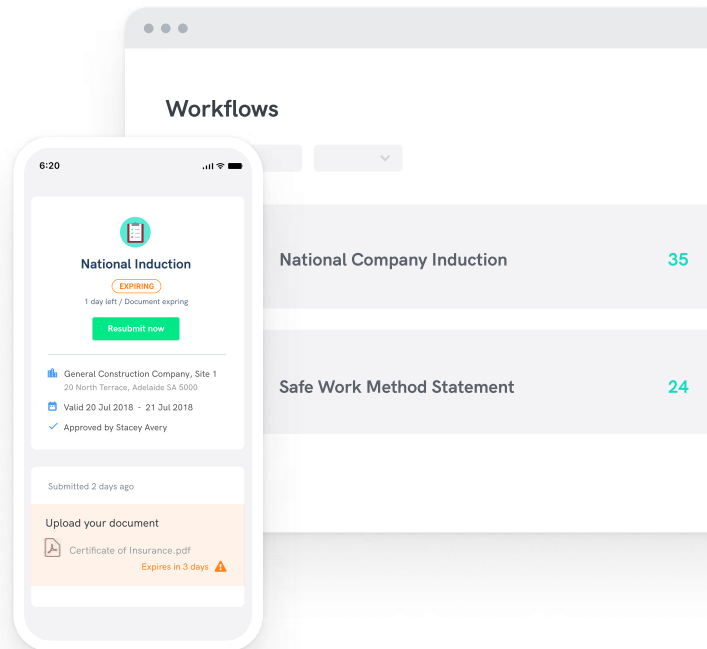 Workflows
National Company Induction 35
Safe Work Method Statement 24
6:20
National Induction
EXPIRING
1 day left / Document expring
Resubmit now
General Construction Company, Site 1
20 North Terrace, Adelaide SA 5000
Valid 20 Jul 2018 - 21 Jul 2018
Approved by Stacey Avery
Submitted 2 days ago
Upload your document
Certificate of Insurance.pdf
Expires in 3 days